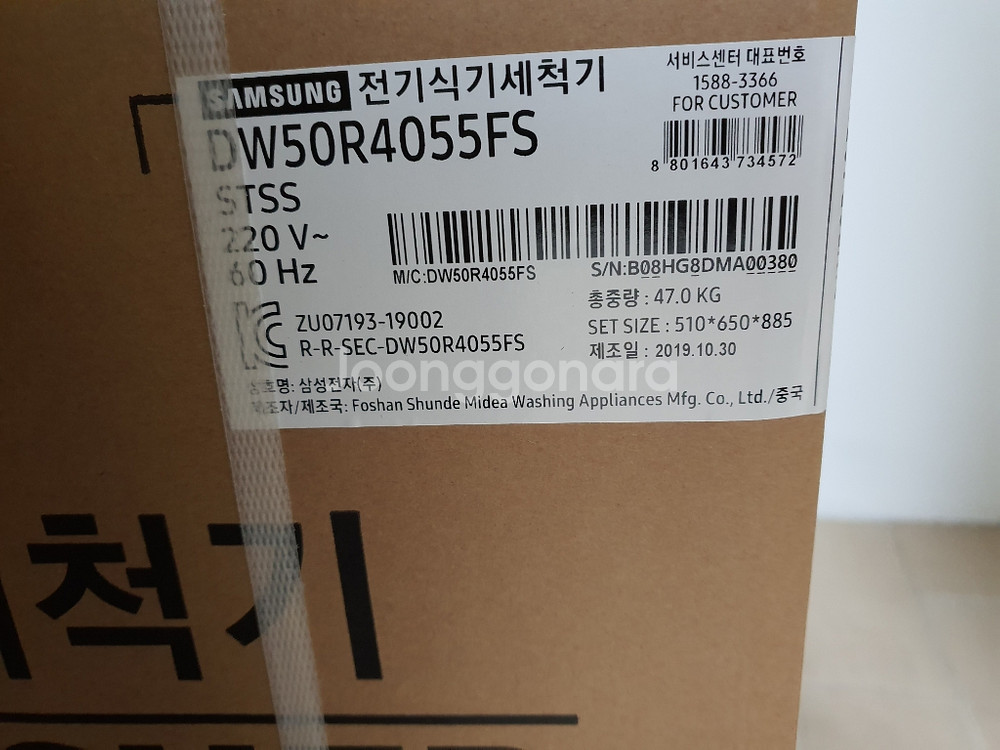 SAMSUNG 전기식기세척기
DW50R4055FS
STSS
220 V~
60 Hz
서비스센터 대표번호
1588-3366
FOR CUSTOMER
8 801643 734572
M/C:DW50R4055FS
S/N:B08HG8DMA00380
총중량 : 47.0 KG
SET SIZE : 510*650*885
제조일 : 2019.10.30
ZU07193-19002
R-R-SEC-DW50R4055FS
상호명: 삼성전자(주)
제조자/제조국: Foshan Shunde Midea Washing Appliances Mfg. Co., Ltd./중국
joonggonara
척기